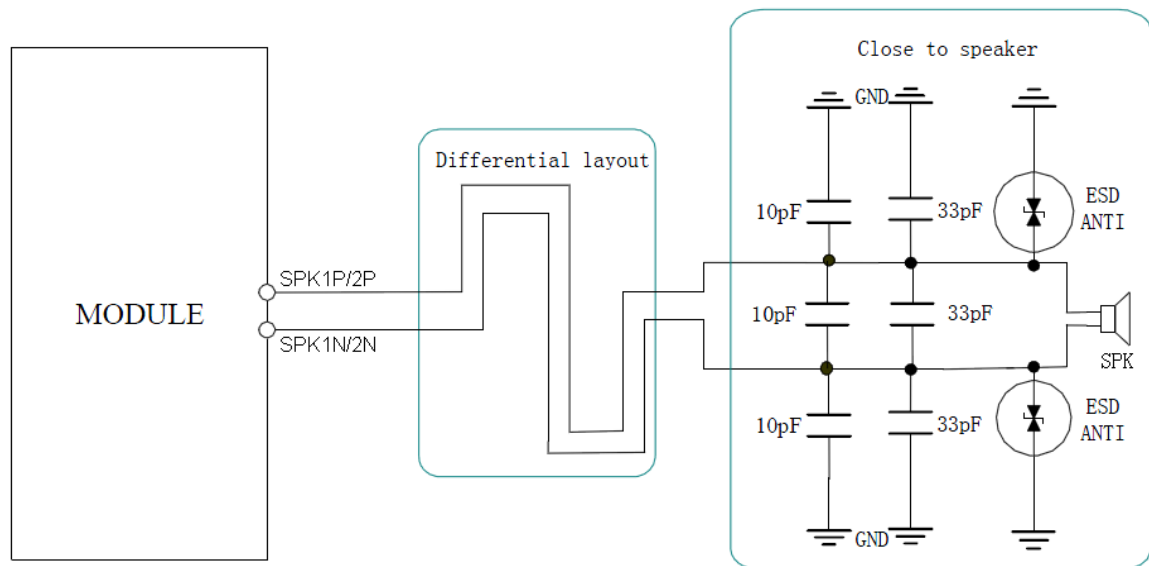 Close to speaker
GND
Differential layout
10pF
33pF
ESD
ANTI
SPK1P/2P
MODULE
10pF
33pF
SPK1N/2N
SPK
10pF
33pF
ESD
ANTI
GND